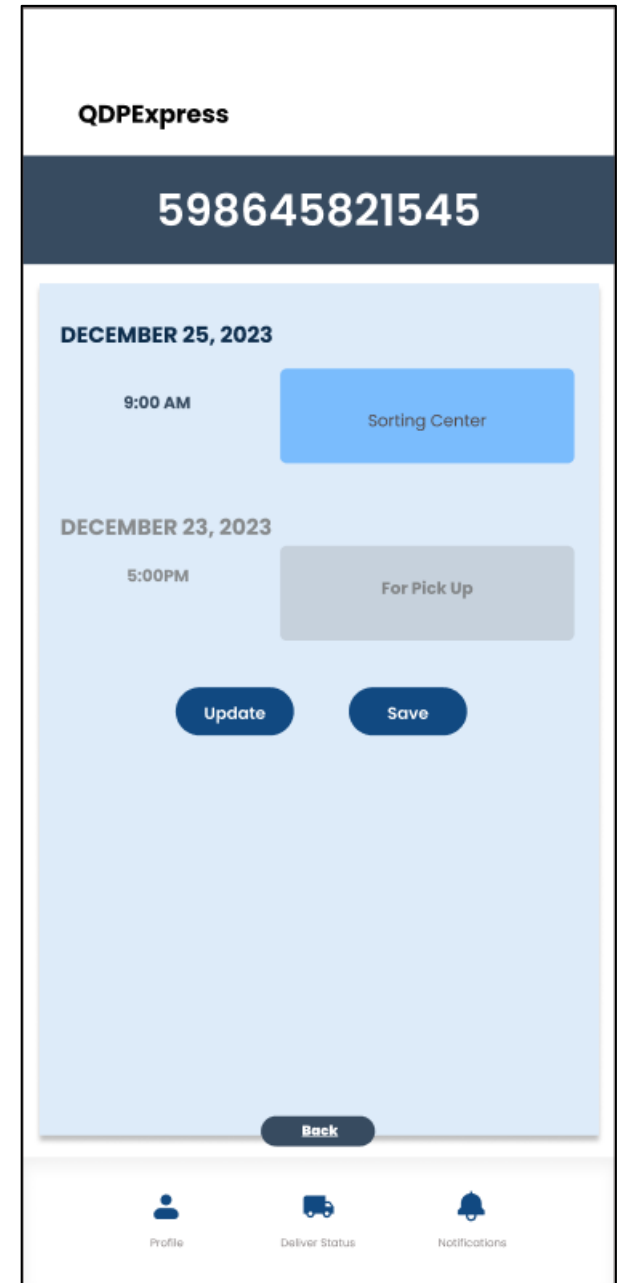 QDPExpress
598645821545
DECEMBER 25, 2023
9:00 AM
Sorting Center
DECEMBER 23, 2023
5:00PM
For Pick Up
Update Save
Back
Profile Deliver Status Notifications